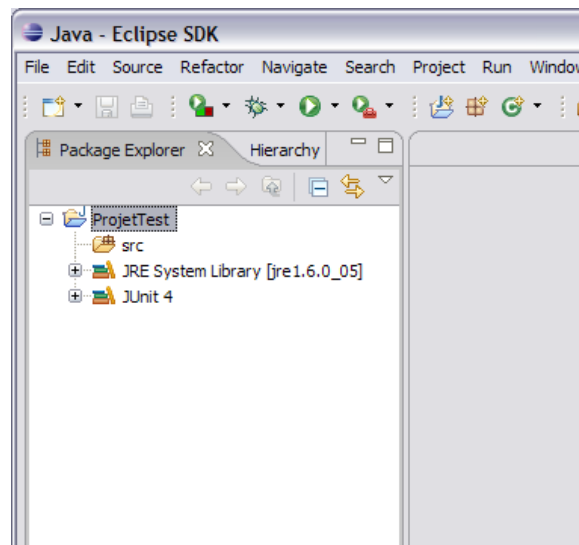 Java - Eclipse SDK
File Edit Source Refactor Navigate Search Project Run Window
Package Explorer Hierarchy
ProjetTest
src
JRE System Library [jre1.6.0_05]
JUnit 4